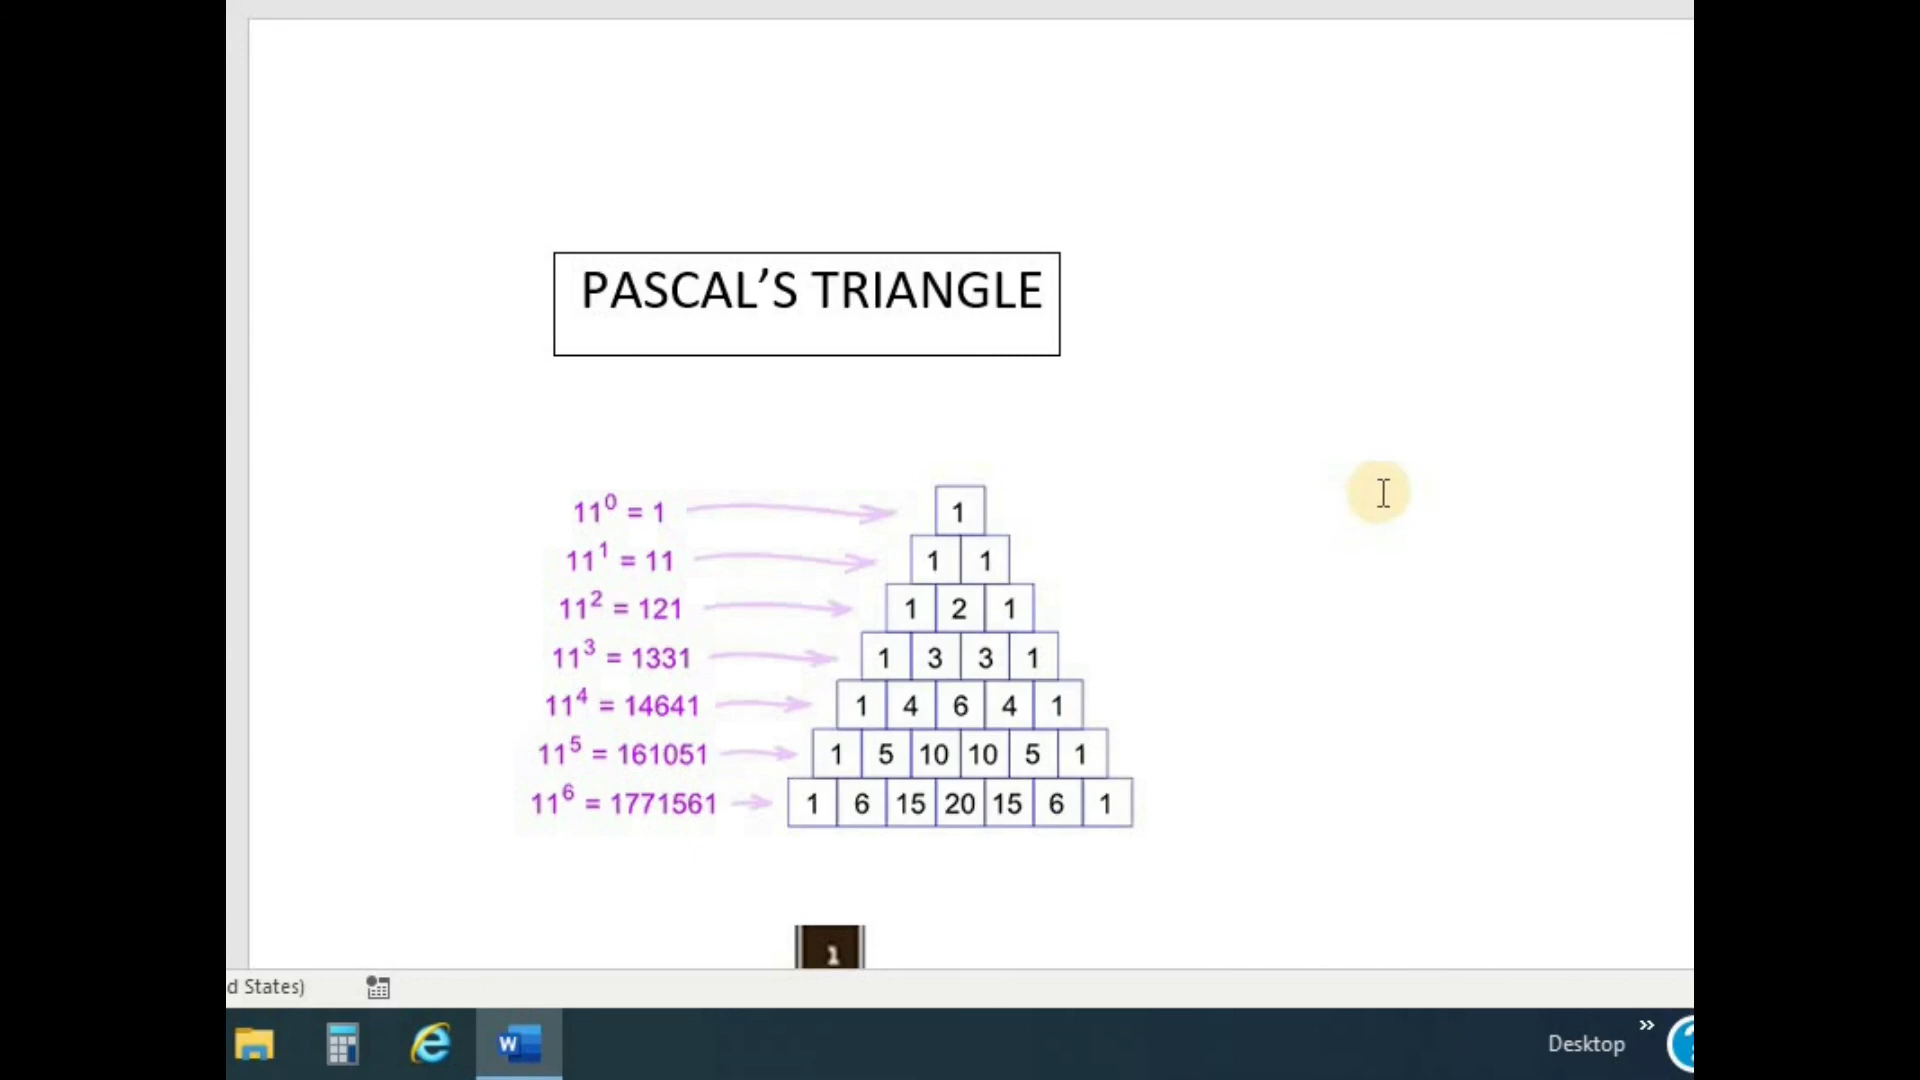 PASCAL’S TRIANGLE
11⁰ = 1 1
11¹ = 11 1 1
11² = 121 1 2 1
11³ = 1331 1 3 3 1
11⁴ = 14641 1 4 6 4 1
11⁵ = 161051 1 5 10 10 5 1
11⁶ = 1771561 1 6 15 20 15 6 1
1
d States)
W
Desktop »
?